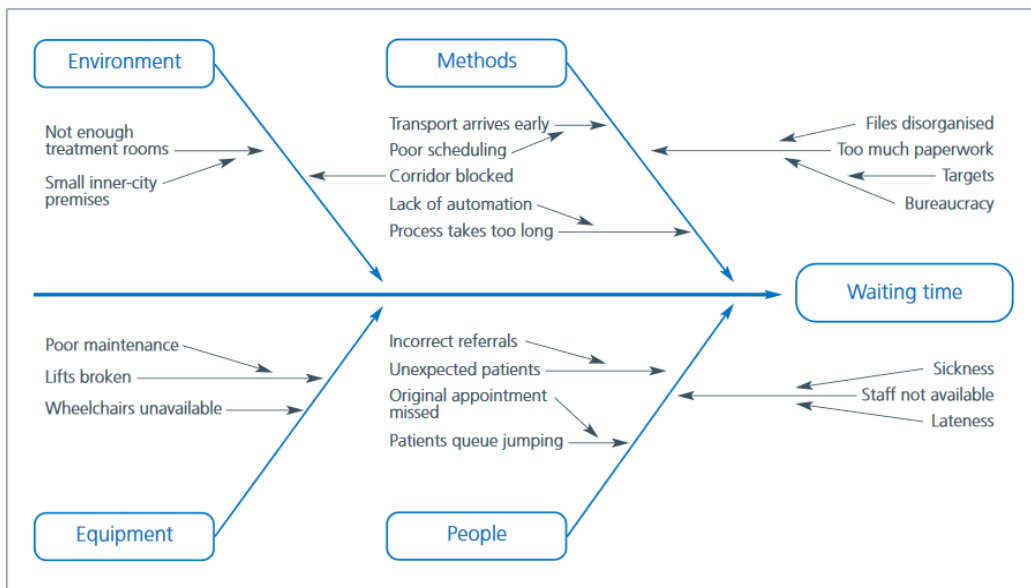 Environment
Methods
Not enough
treatment rooms
Small inner-city
premises
Transport arrives early
Poor scheduling
Corridor blocked
Lack of automation
Process takes too long
Files disorganised
Too much paperwork
Targets
Bureaucracy
Waiting time
Poor maintenance
Lifts broken
Wheelchairs unavailable
Incorrect referrals
Unexpected patients
Original appointment
missed
Patients queue jumping
Sickness
Staff not available
Lateness
Equipment
People